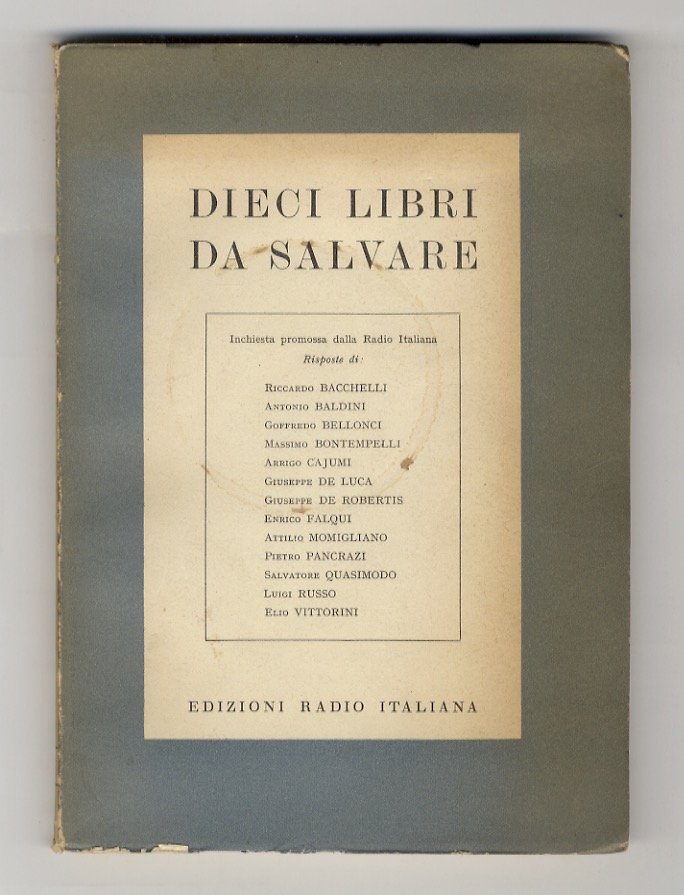 DIECI LIBRI
DA SALVARE
Inchiesta promossa dalla Radio Italiana
Risposte di:
Riccardo BACCHELLI
Antonio BALDINI
Goffredo BELLONCI
Massimo BONTEMPELLI
Arrigo CAJUMI
Giuseppe DE LUCA
Giuseppe DE ROBERTIS
Enrico FALQUI
Attilio MOMIGLIANO
Pietro PANCRAZI
Salvatore QUASIMODO
Luigi RUSSO
Elio VITTORINI
EDIZIONI RADIO ITALIANA